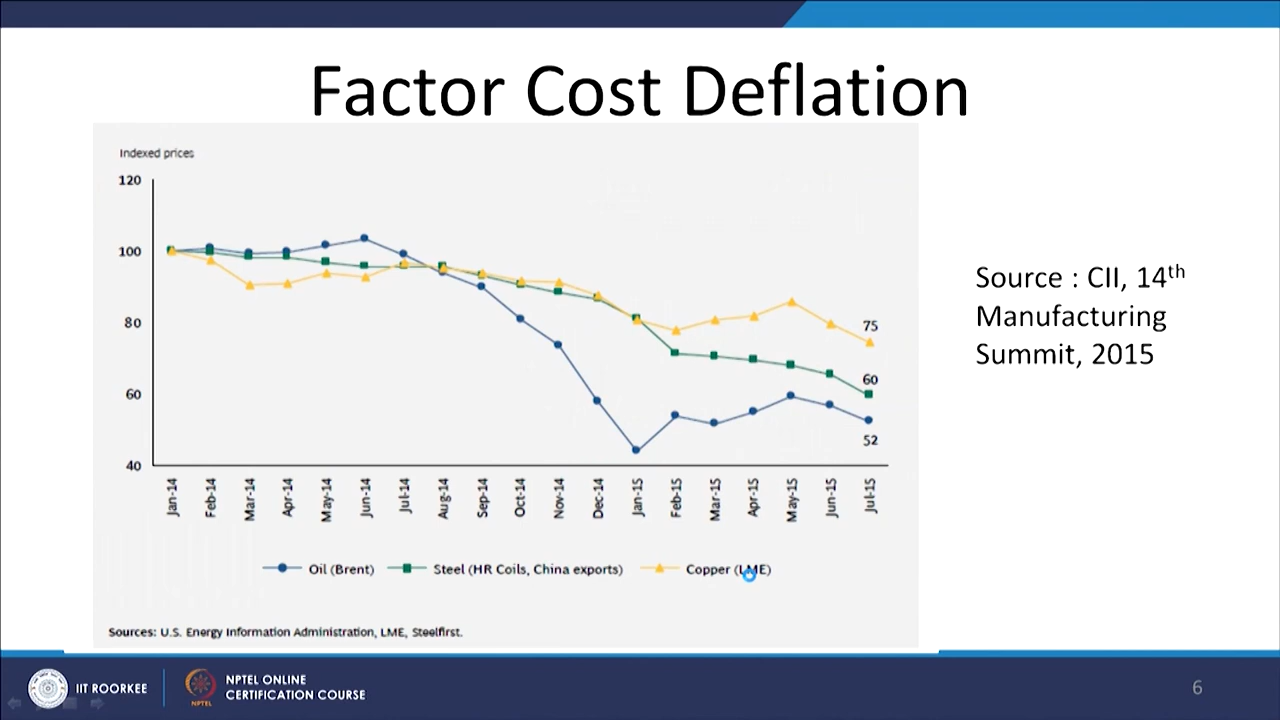 Factor Cost Deflation
Indexed prices
120
100
80
60
40
75
60
52
Jan-14 Feb-14 Mar-14 Apr-14 May-14 Jun-14 Jul-14 Aug-14 Sep-14 Oct-14 Nov-14 Dec-14 Jan-15 Feb-15 Mar-15 Apr-15 May-15 Jun-15 Jul-15
Oil (Brent) Steel (HR Coils, China exports) Copper (LME)
Sources: U.S. Energy Information Administration, LME, Steelfirst.
Source : CII, 14th
Manufacturing
Summit, 2015
IIT ROORKEE
NPTEL
NPTEL ONLINE
CERTIFICATION COURSE
6